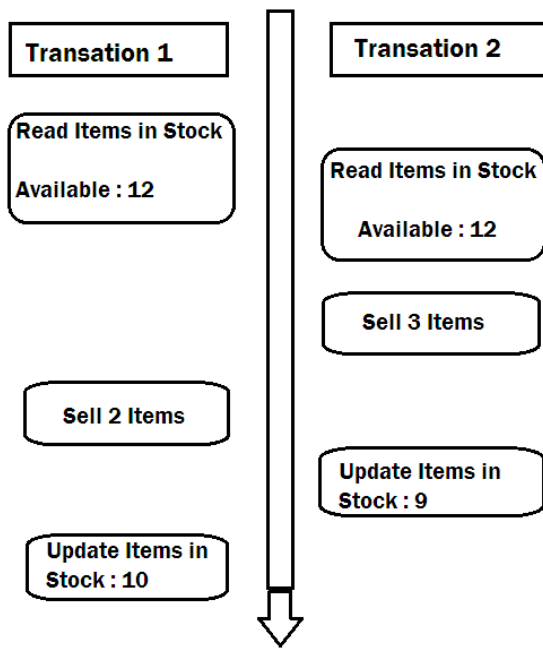 Transation 1
Transation 2
Read Items in Stock
Available : 12
Read Items in Stock
Available : 12
Sell 3 Items
Sell 2 Items
Update Items in
Stock : 9
Update Items in
Stock : 10